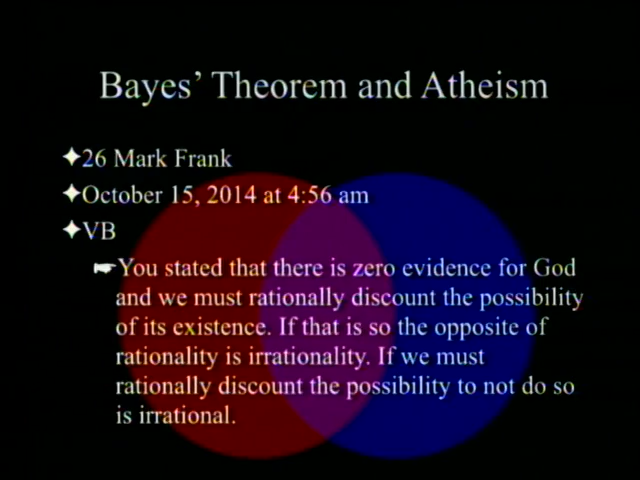 Bayes' Theorem and Atheism
26 Mark Frank
October 15, 2014 at 4:56 am
VB
You stated that there is zero evidence for God
and we must rationally discount the possibility
of its existence. If that is so the opposite of
rationality is irrationality. If we must
rationally discount the possibility to not do so
is irrational.